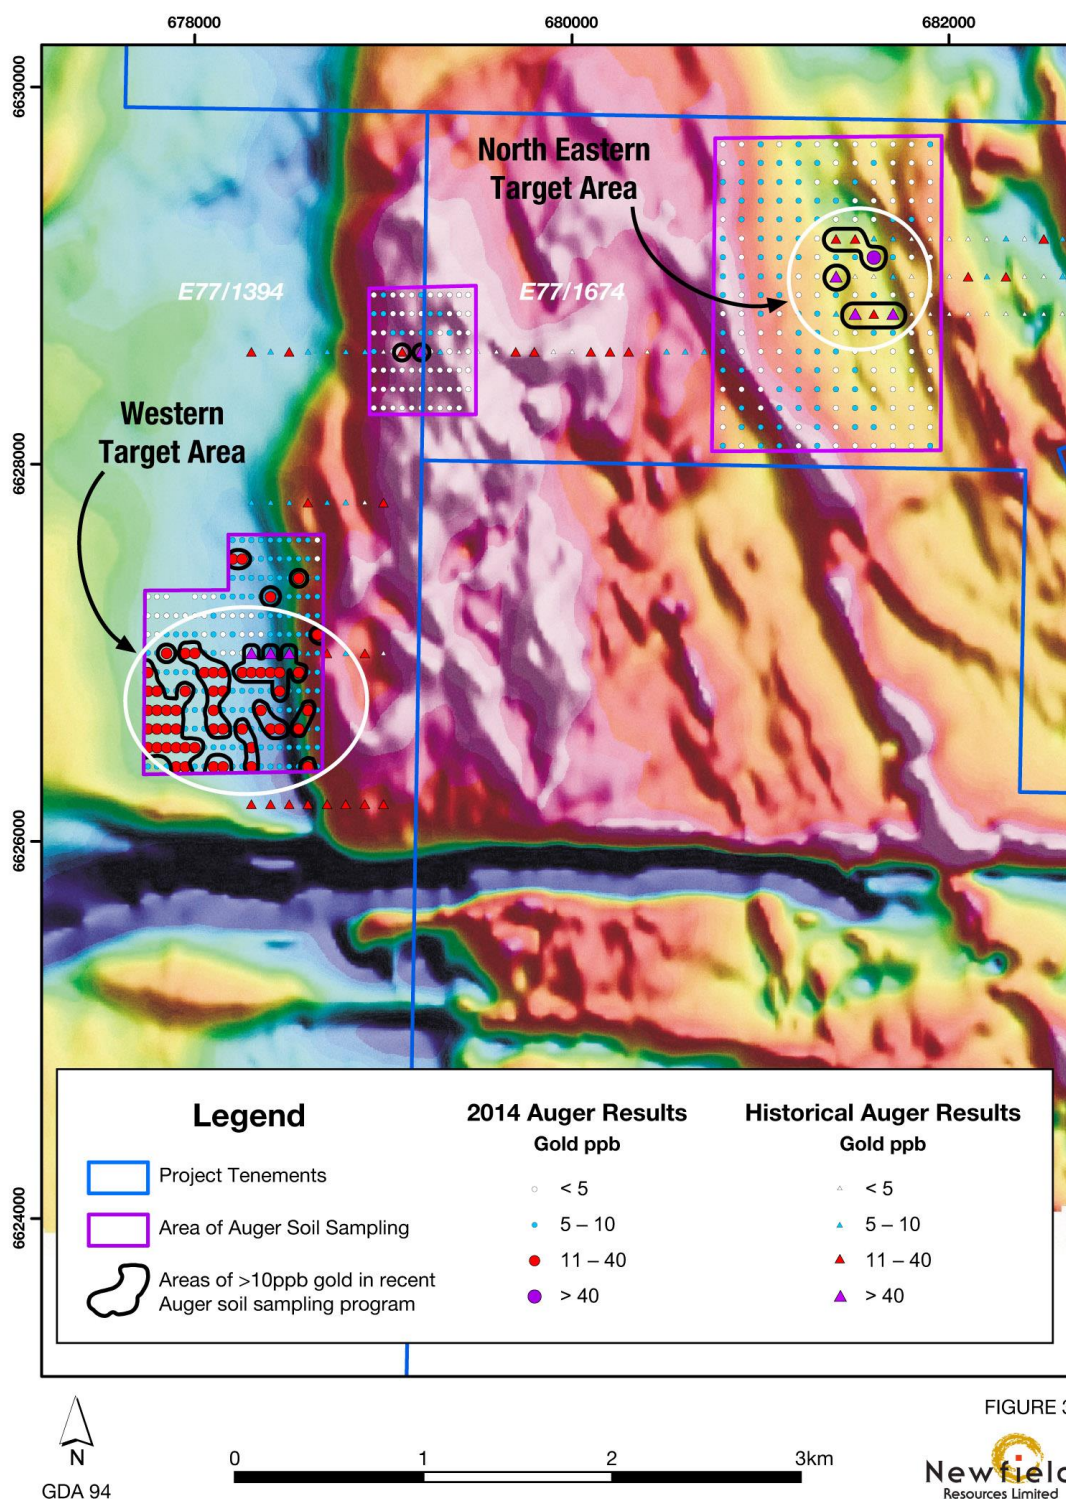 678000
680000
682000
6630000
6628000
6626000
6624000
North Eastern
Target Area
E77/1394
E77/1674
Western
Target Area
Legend
Project Tenements
Area of Auger Soil Sampling
Areas of >10ppb gold in recent
Auger soil sampling program
2014 Auger Results
Gold ppb
< 5
5 – 10
11 – 40
> 40
Historical Auger Results
Gold ppb
< 5
5 – 10
11 – 40
> 40
N
GDA 94
0 1 2 3km
FIGURE 3
Newfield
Resources Limited